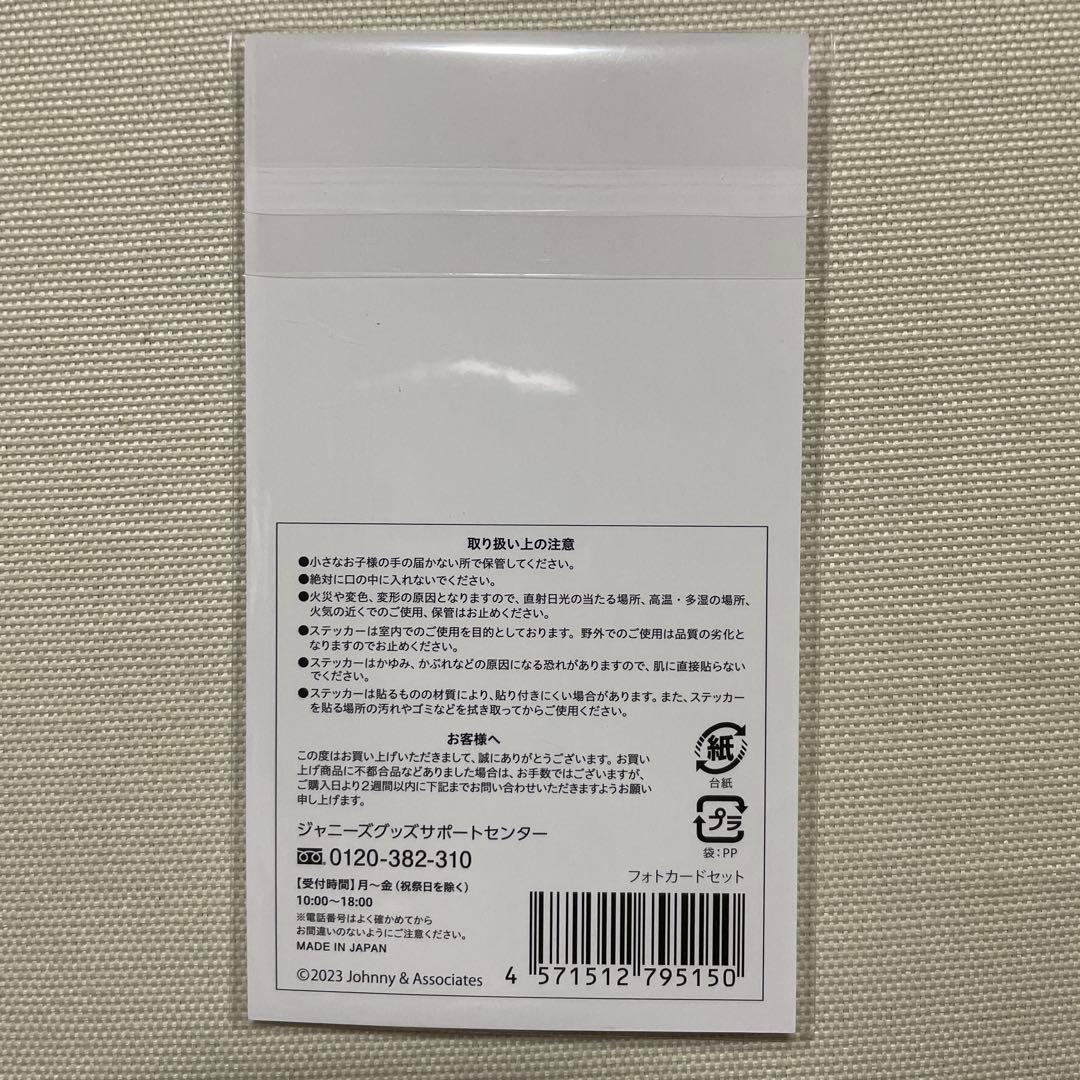 取り扱い上の注意
●小さなお子様の手の届かない所で保管してください。
●絶対に口の中に入れないでください。
●火災や変色、変形の原因となりますので、直射日光の当たる場所、高温・多湿の場所、
火気の近くでのご使用、保管はお止めください。
●ステッカーは室内でのご使用を目的としております。野外でのご使用は品質の劣化と
なりますのでお止めください。
●ステッカーはかゆみ、かぶれなどの原因になる恐れがありますので、肌に直接貼らない
でください。
●ステッカーは貼るものの材質により、貼り付きにくい場合があります。また、ステッカー
を貼る場所の汚れやゴミなどを拭き取ってからご使用ください。
お客様へ
この度はお買い上げいただきまして、誠にありがとうございます。お買い
上げ商品に不都合品などありました場合は、お手数ではございますが、
ご購入日より2週間以内に下記までお問い合わせいただきますようお願い
申し上げます。
紙
台紙
プラ
袋:PP
ジャニーズグッズサポートセンター
0120-382-310
【受付時間】月~金(祝祭日を除く)
10:00~18:00
※電話番号はよく確かめてから
お間違いのないようにご注意ください。
MADE IN JAPAN
©2023 Johnny & Associates
フォトカードセット
4 571512 795150